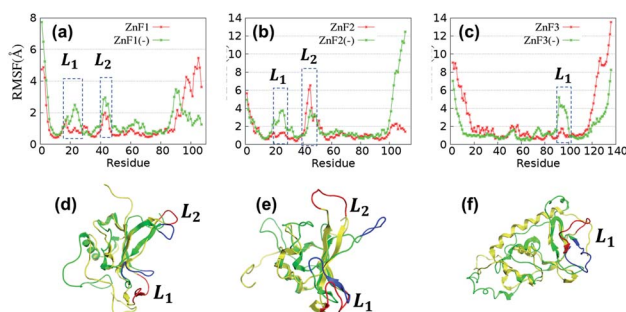 (a) ZnF1 ZnF1(-)
L1 L2
RMSF(Å)
8 6 4 2 0
0 20 40 60 80 100
Residue
(b) ZnF2 ZnF2(-)
L1 L2
14 12 10 8 6 4 2 0
0 20 40 60 80 100
Residue
(c) ZnF3 ZnF3(-)
L1
14 12 10 8 6 4 2 0
0 20 40 60 80 100 120 140
Residue
(d) L2 L1
(e) L2 L1
(f) L1